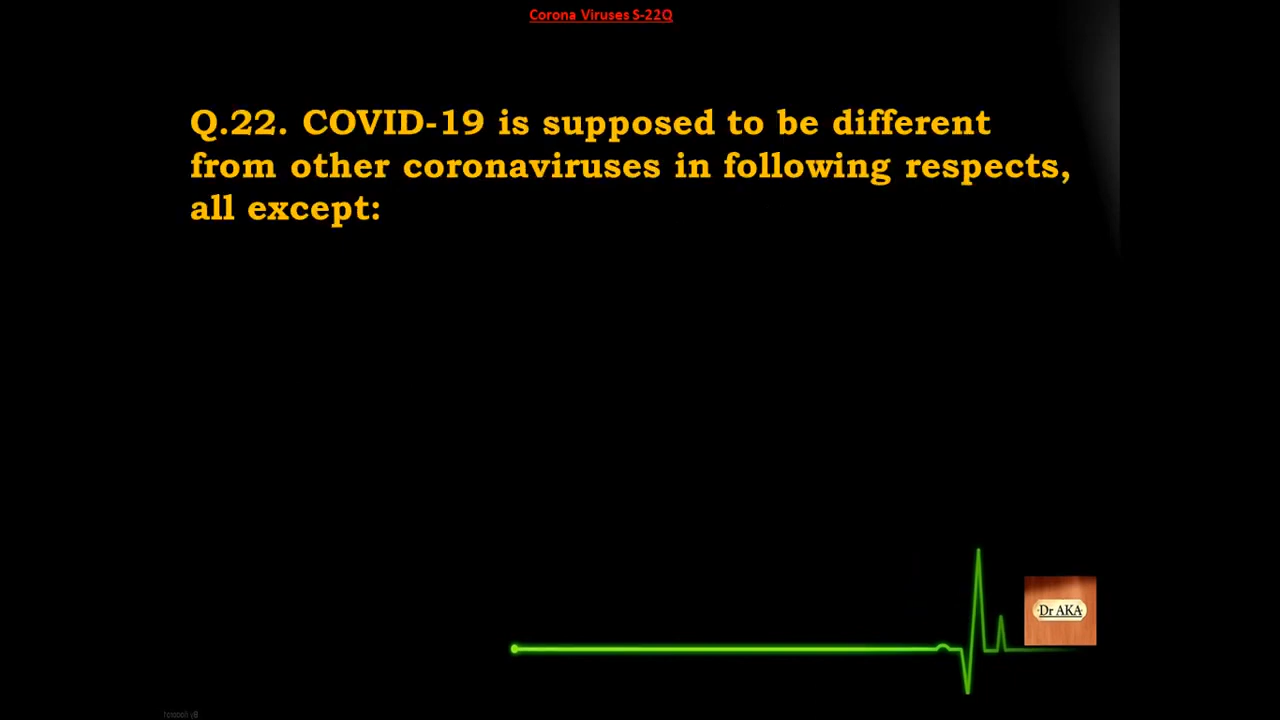 Corona Viruses S-22Q
Q.22. COVID-19 is supposed to be different
from other coronaviruses in following respects,
all except:
Dr AKA